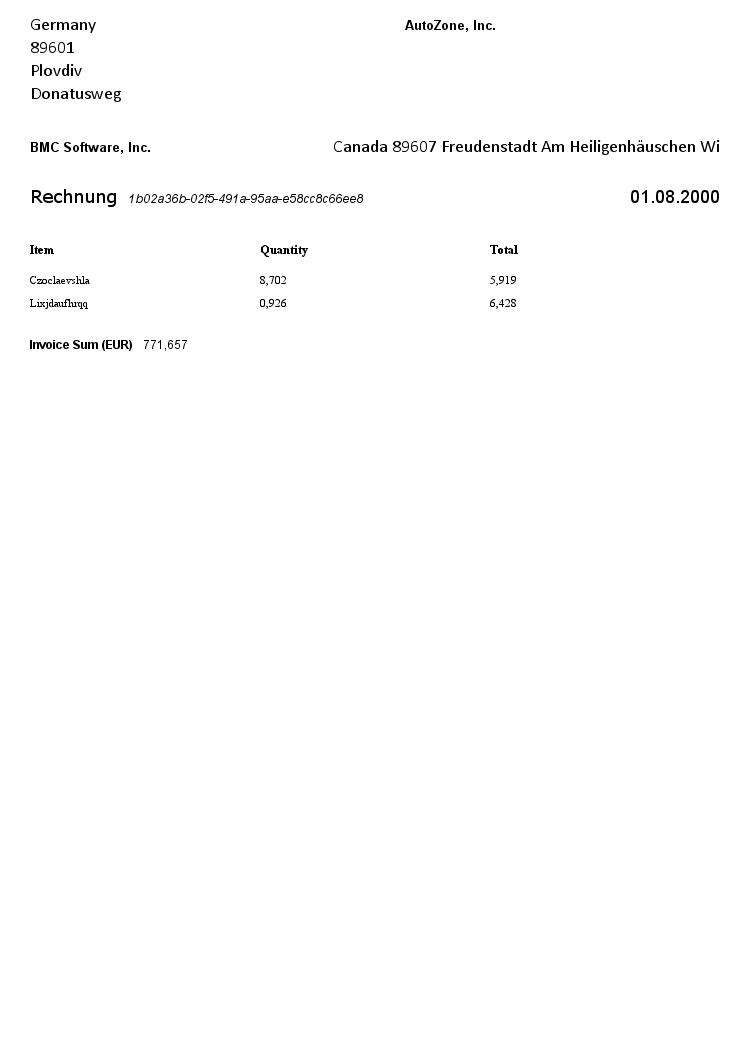 Germany AutoZone, Inc.
89601
Plovdiv
Donatusweg
BMC Software, Inc. Canada 89607 Freudenstadt Am Heiligenhäuschen Wi
Rechnung 1b02a36b-02f5-491a-95aa-e58cc8c66ee8 01.08.2000
Item Quantity Total
Czoclaevshla 8,702 5,919
Lixjdaufhrqq 0,926 6,428
Invoice Sum (EUR) 771,657